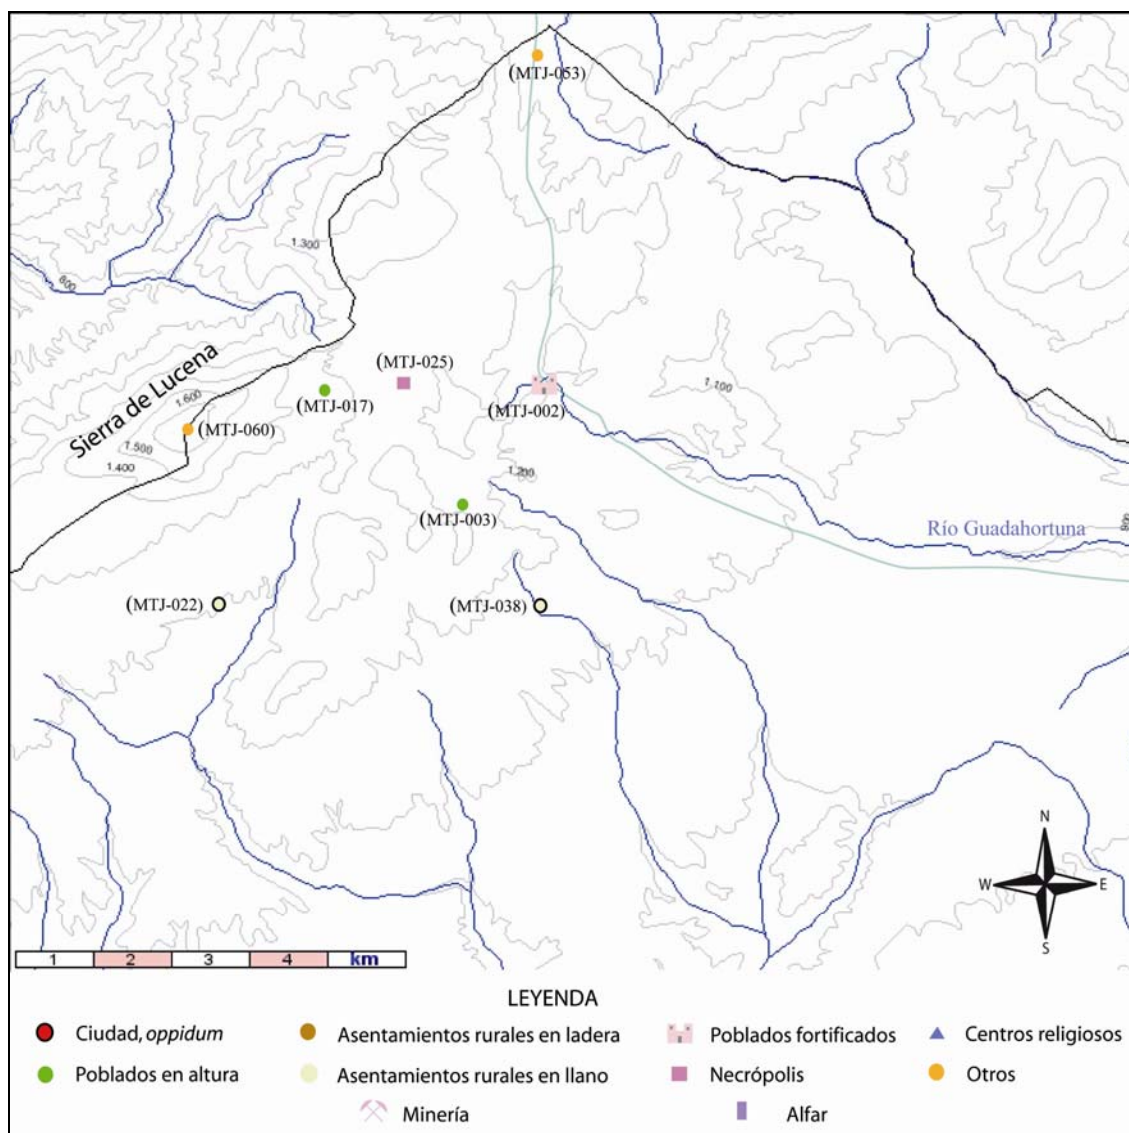 (MTJ-053)
1.300
800
(MTJ-025)
Sierra de Lucena
1.600
(MTJ-017)
(MTJ-002)
1.100
(MTJ-060)
1.500
1.400
1.200
(MTJ-003)
Río Guadahortuna
900
(MTJ-022)
(MTJ-038)
N
W E
S
1 2 3 4 km
LEYENDA
Ciudad, oppidum
Asentamientos rurales en ladera
Poblados fortificados
Centros religiosos
Poblados en altura
Asentamientos rurales en llano
Necrópolis
Otros
Minería
Alfar